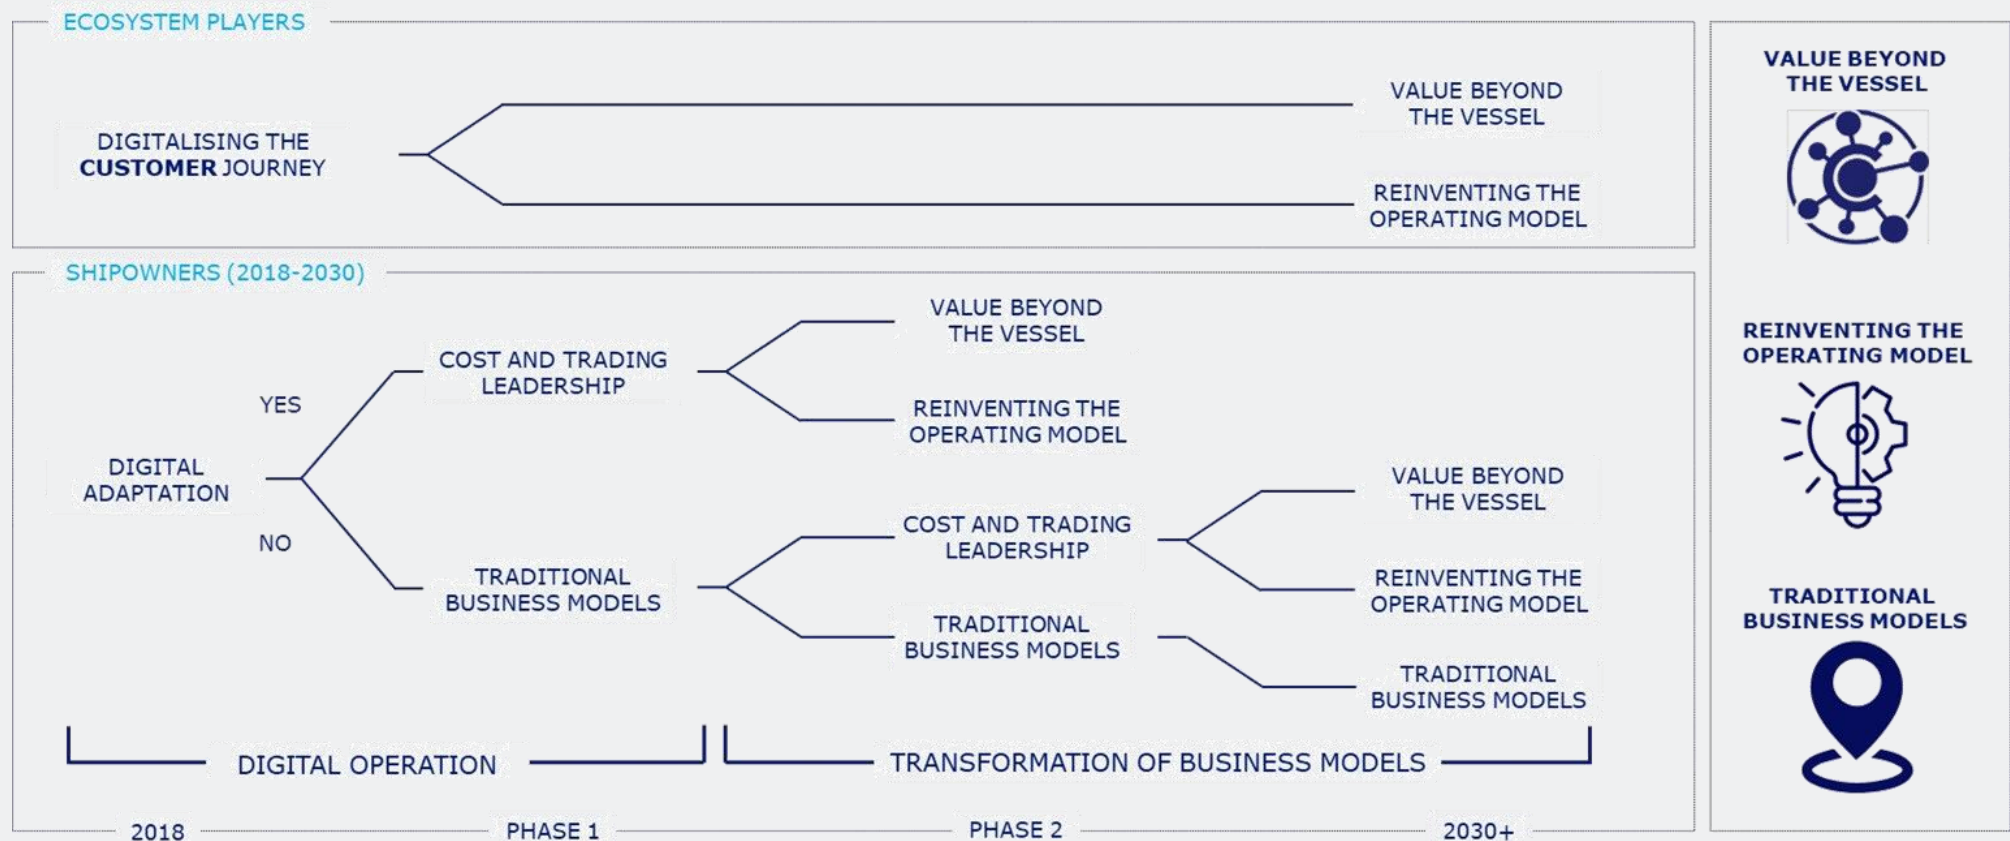 ECOSYSTEM PLAYERS
DIGITALISING THE
CUSTOMER JOURNEY
VALUE BEYOND
THE VESSEL
REINVENTING THE
OPERATING MODEL
SHIPOWNERS (2018-2030)
DIGITAL
ADAPTATION
YES
NO
COST AND TRADING
LEADERSHIP
TRADITIONAL
BUSINESS MODELS
VALUE BEYOND
THE VESSEL
REINVENTING THE
OPERATING MODEL
COST AND TRADING
LEADERSHIP
TRADITIONAL
BUSINESS MODELS
VALUE BEYOND
THE VESSEL
REINVENTING THE
OPERATING MODEL
TRADITIONAL
BUSINESS MODELS
DIGITAL OPERATION
TRANSFORMATION OF BUSINESS MODELS
2018
PHASE 1
PHASE 2
2030+
VALUE BEYOND
THE VESSEL
REINVENTING THE
OPERATING MODEL
TRADITIONAL
BUSINESS MODELS